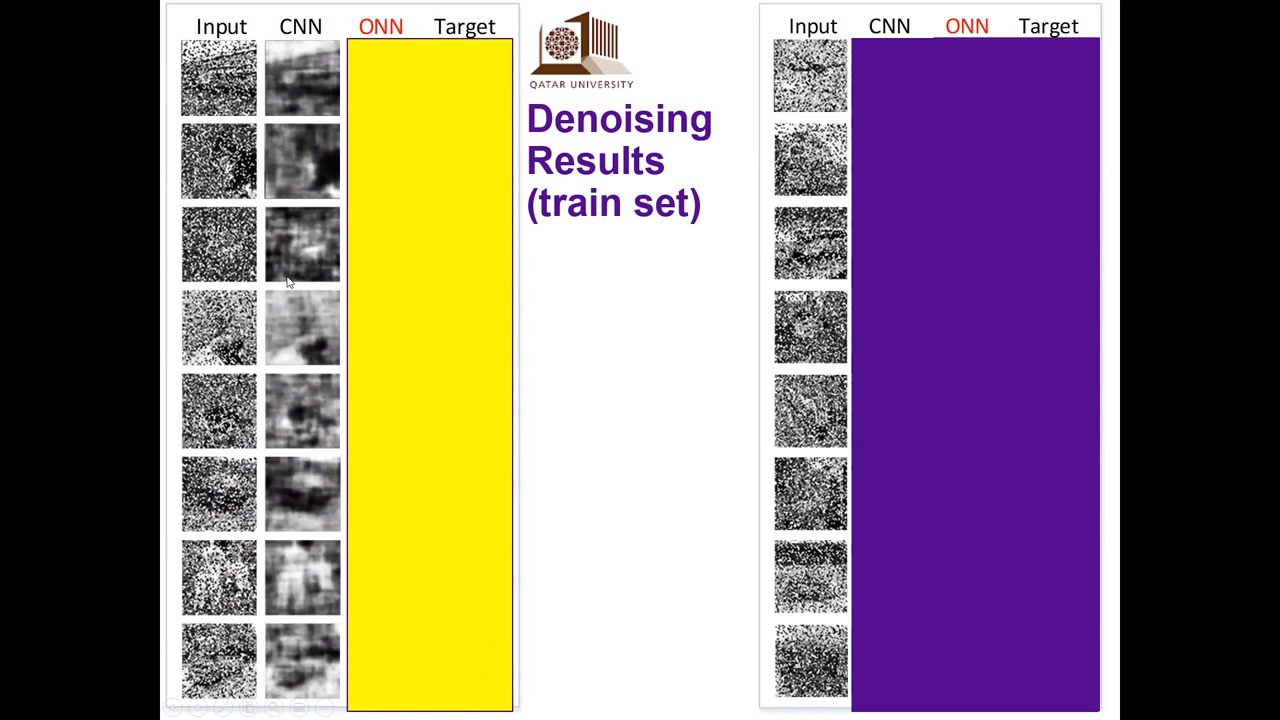 Input CNN ONN Target
QATAR UNIVERSITY
Denoising
Results
(train set)
Input CNN ONN Target